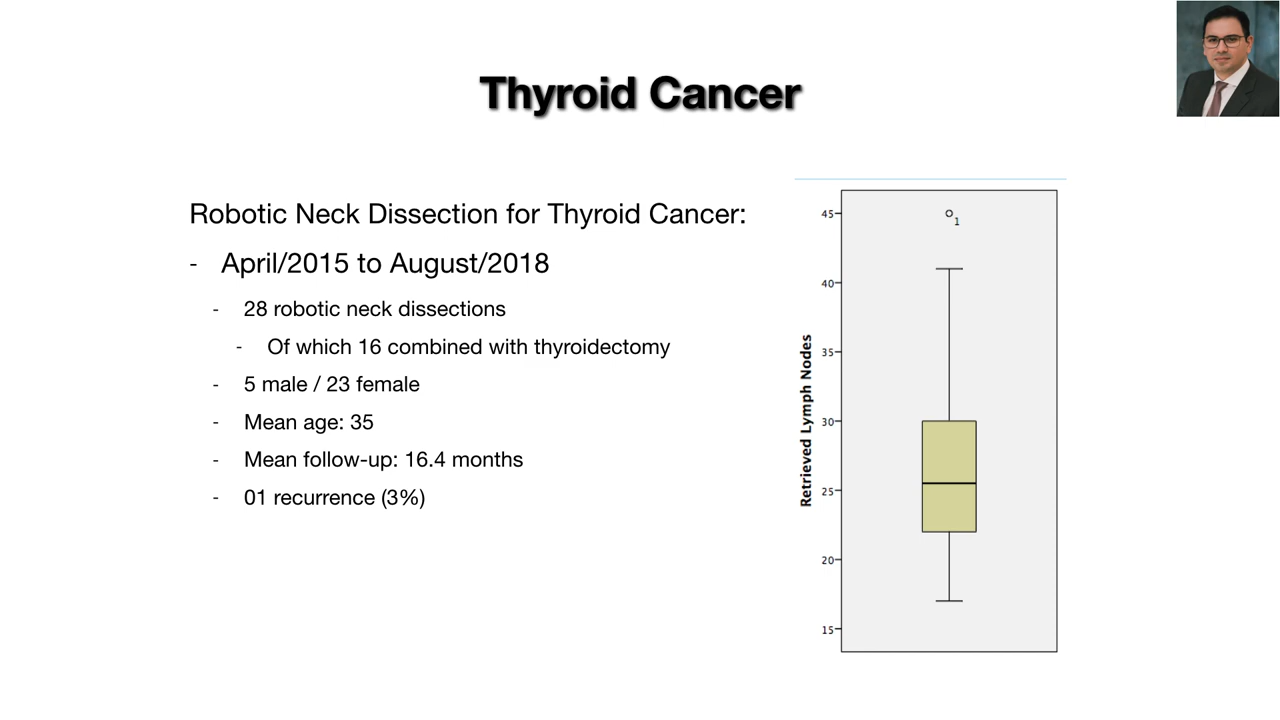 Thyroid Cancer
Robotic Neck Dissection for Thyroid Cancer:
- April/2015 to August/2018
- 28 robotic neck dissections
- Of which 16 combined with thyroidectomy
- 5 male / 23 female
- Mean age: 35
- Mean follow-up: 16.4 months
- 01 recurrence (3%)
Retrieved Lymph Nodes
45
40
35
30
25
20
15
1